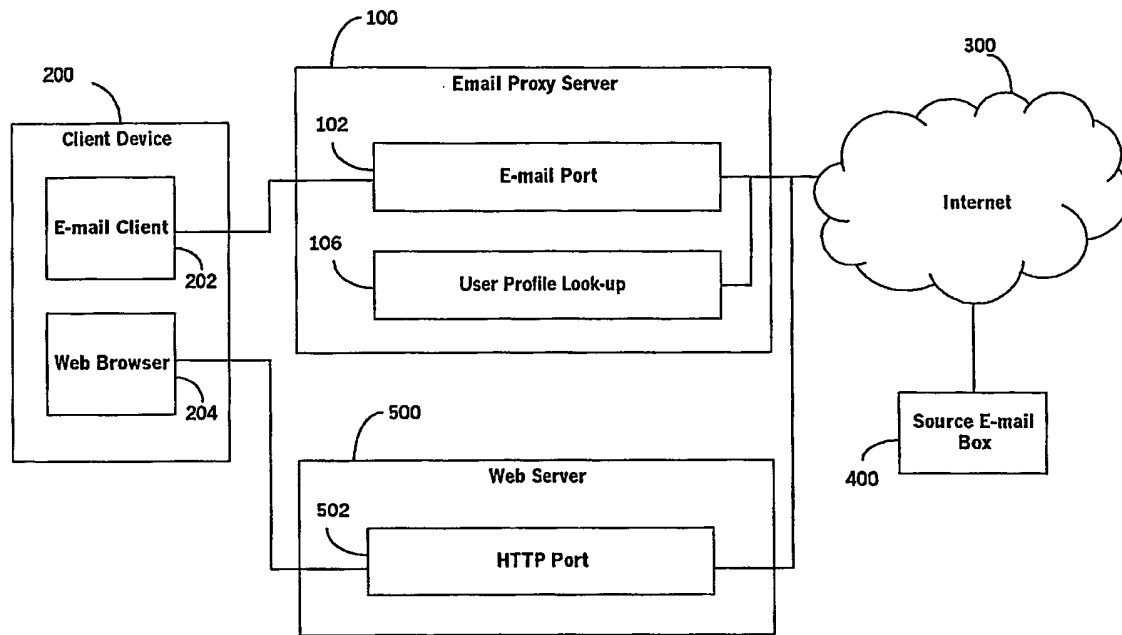 100
300
200
Email Proxy Server
Client Device
102
E-mail Port
E-mail Client
Internet
106
202
User Profile Look-up
Web Browser
204
500
Source E-mail
Box
400
Web Server
502
HTTP Port